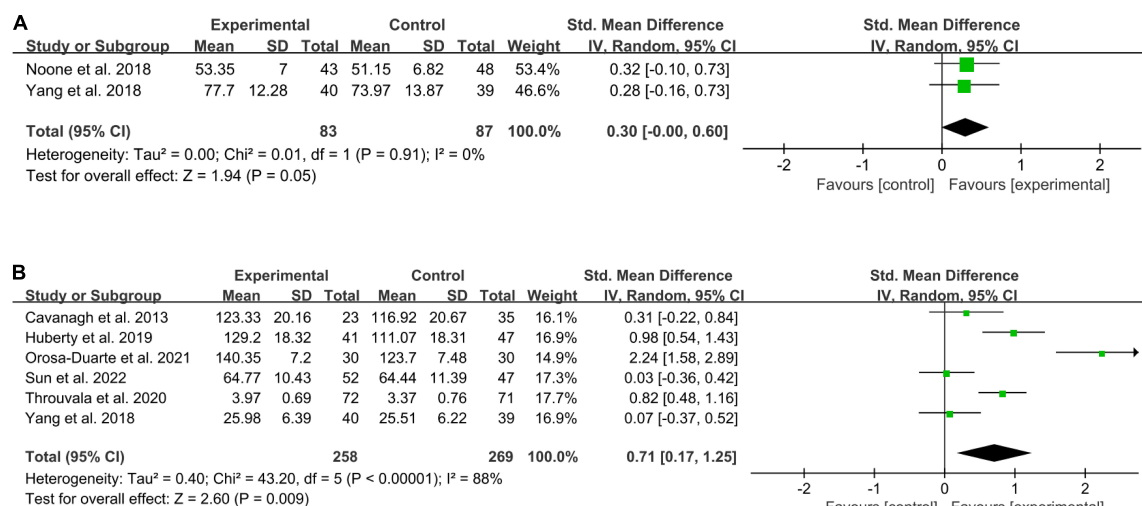 A
Experimental Control Std. Mean Difference Std. Mean Difference
Study or Subgroup Mean SD Total Mean SD Total Weight IV, Random, 95% CI IV, Random, 95% CI
Noone et al. 2018 53.35 7 43 51.15 6.82 48 53.4% 0.32 [-0.10, 0.73]
Yang et al. 2018 77.7 12.28 40 73.97 13.87 39 46.6% 0.28 [-0.16, 0.73]
Total (95% CI) 83 87 100.0% 0.30 [-0.00, 0.60]
Heterogeneity: Tau² = 0.00; Chi² = 0.01, df = 1 (P = 0.91); I² = 0%
Test for overall effect: Z = 1.94 (P = 0.05)
-2 -1 0 1 2
Favours [control] Favours [experimental]
B
Experimental Control Std. Mean Difference Std. Mean Difference
Study or Subgroup Mean SD Total Mean SD Total Weight IV, Random, 95% CI IV, Random, 95% CI
Cavanagh et al. 2013 123.33 20.16 23 116.92 20.67 35 16.1% 0.31 [-0.22, 0.84]
Huberty et al. 2019 129.2 18.32 41 111.07 18.31 47 16.9% 0.98 [0.54, 1.43]
Orosa-Duarte et al. 2021 140.35 7.2 30 123.7 7.48 30 14.9% 2.24 [1.58, 2.89]
Sun et al. 2022 64.77 10.43 52 64.44 11.39 47 17.3% 0.03 [-0.36, 0.42]
Throuvala et al. 2020 3.97 0.69 72 3.37 0.76 71 17.7% 0.82 [0.48, 1.16]
Yang et al. 2018 25.98 6.39 40 25.51 6.22 39 16.9% 0.07 [-0.37, 0.52]
Total (95% CI) 258 269 100.0% 0.71 [0.17, 1.25]
Heterogeneity: Tau² = 0.40; Chi² = 43.20, df = 5 (P < 0.00001); I² = 88%
Test for overall effect: Z = 2.60 (P = 0.009)
-2 -1 0 1 2
Favours [control] Favours [experimental]